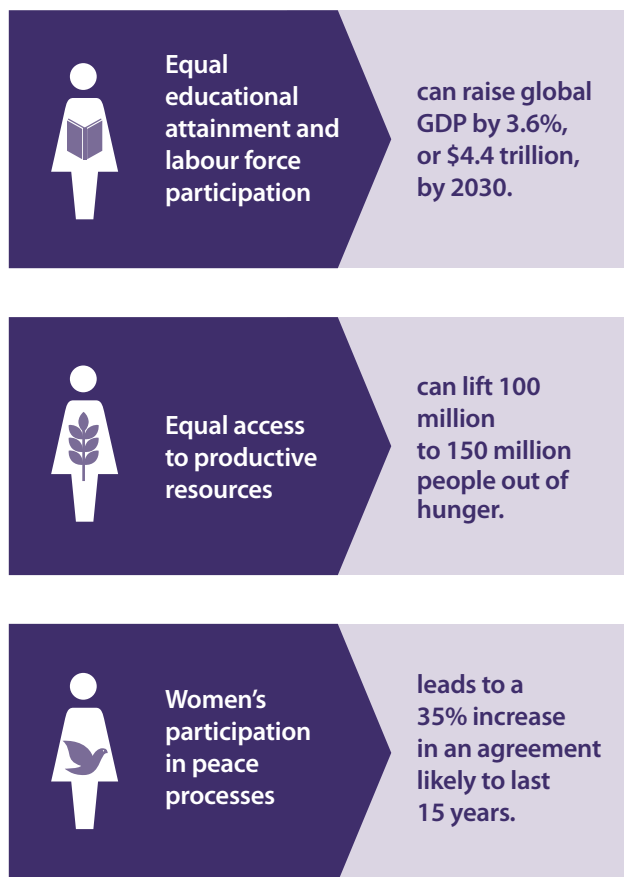 Equal
educational
attainment and
labour force
participation
can raise global
GDP by 3.6%,
or $4.4 trillion,
by 2030.
Equal access
to productive
resources
can lift 100
million
to 150 million
people out of
hunger.
Women’s
participation
in peace
processes
leads to a
35% increase
in an agreement
likely to last
15 years.